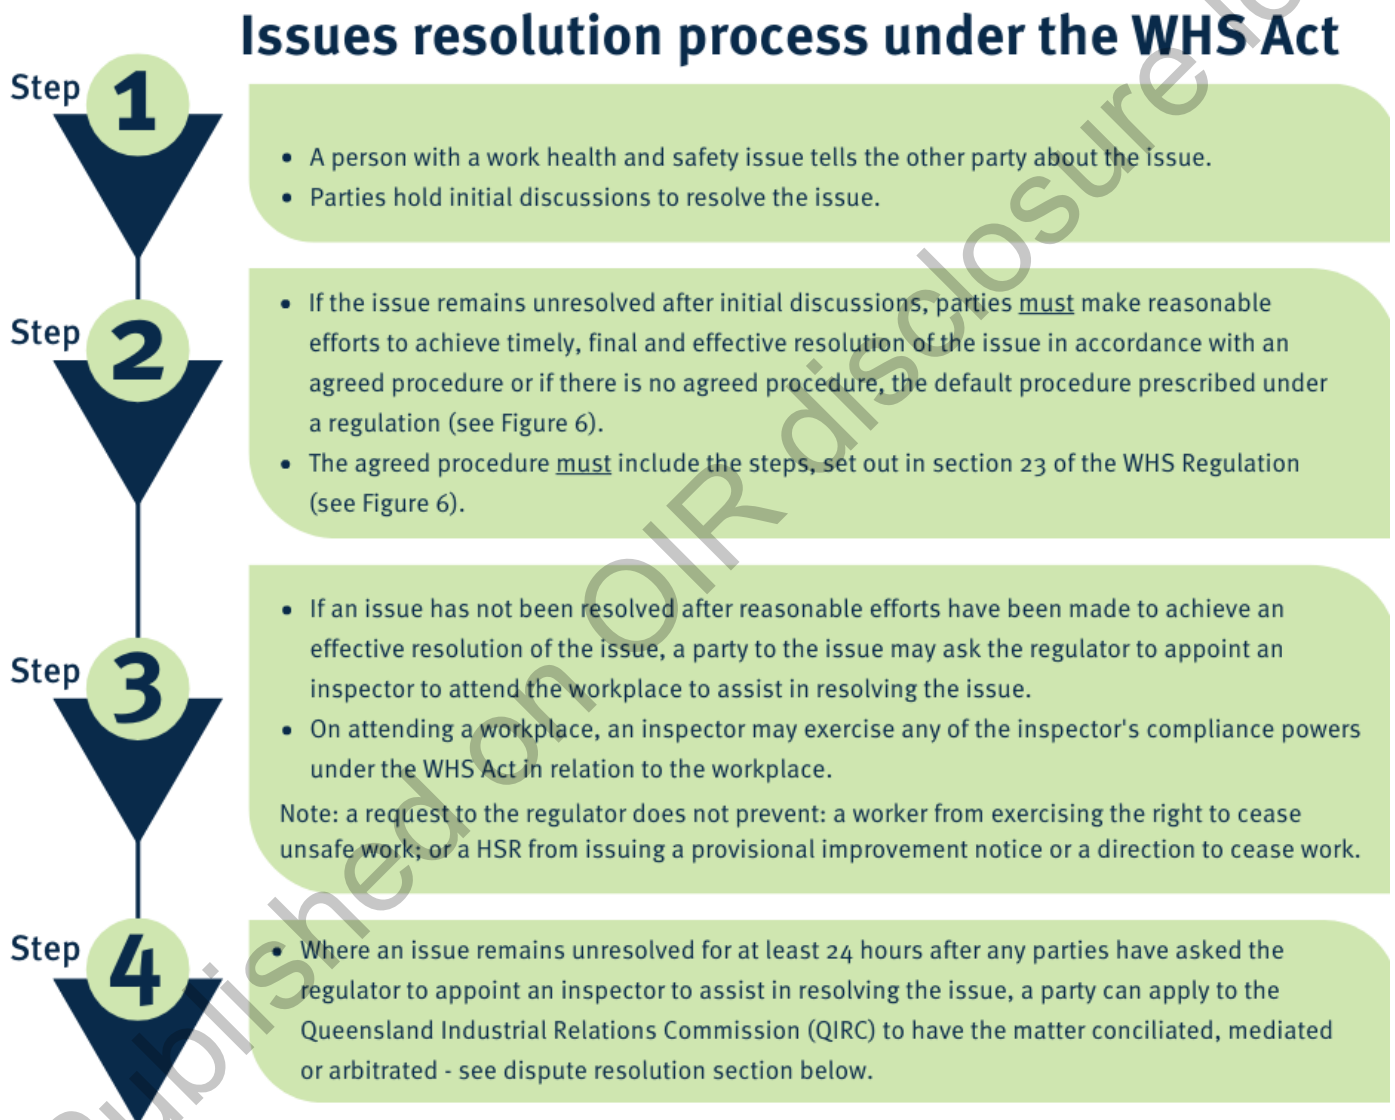 Issues resolution process under the WHS Act
Step 1
• A person with a work health and safety issue tells the other party about the issue.
• Parties hold initial discussions to resolve the issue.
Step 2
• If the issue remains unresolved after initial discussions, parties must make reasonable
efforts to achieve timely, final and effective resolution of the issue in accordance with an
agreed procedure or if there is no agreed procedure, the default procedure prescribed under
a regulation (see Figure 6).
• The agreed procedure must include the steps, set out in section 23 of the WHS Regulation
(see Figure 6).
Step 3
• If an issue has not been resolved after reasonable efforts have been made to achieve an
effective resolution of the issue, a party to the issue may ask the regulator to appoint an
inspector to attend the workplace to assist in resolving the issue.
• On attending a workplace, an inspector may exercise any of the inspector's compliance powers
under the WHS Act in relation to the workplace.
Note: a request to the regulator does not prevent: a worker from exercising the right to cease
unsafe work; or a HSR from issuing a provisional improvement notice or a direction to cease work.
Step 4
• Where an issue remains unresolved for at least 24 hours after any parties have asked the
regulator to appoint an inspector to assist in resolving the issue, a party can apply to the
Queensland Industrial Relations Commission (QIRC) to have the matter conciliated, mediated
or arbitrated - see dispute resolution section below.
ublished on OIR disclosure lo